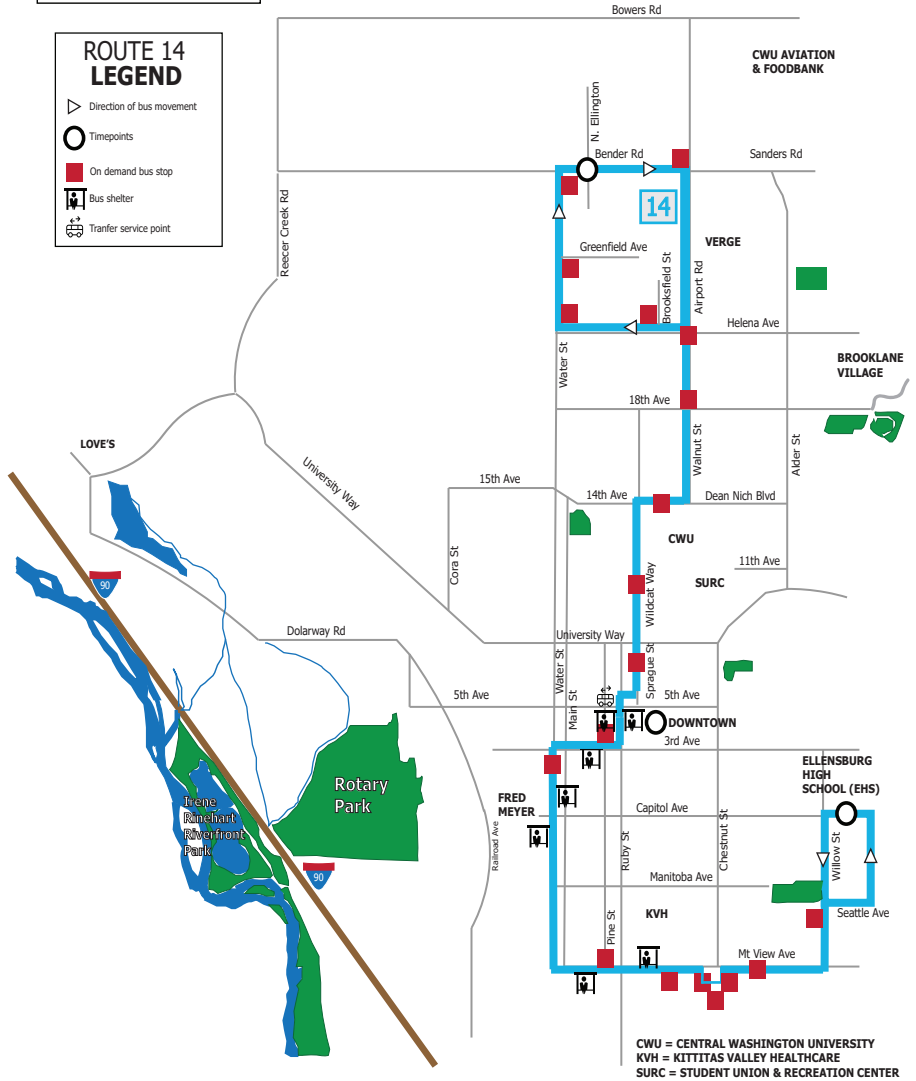 Bowers Rd
ROUTE 14
LEGEND
Direction of bus movement
Timepoints
On demand bus stop
Bus shelter
Tranfer service point
CWU AVIATION
& FOODBANK
N. Ellington
Bender Rd
Sanders Rd
Reecer Creek Rd
14
Greenfield Ave
VERGE
Brooksfield St
Airport Rd
Helena Ave
Water St
BROOKLANE
VILLAGE
18th Ave
Walnut St
Alder St
LOVE'S
University Way
15th Ave
14th Ave
Dean Nich Blvd
CWU
Cora St
11th Ave
SURC
Wildcat Way
90
Dolarway Rd
University Way
Water St
Sprague St
Main St
5th Ave
5th Ave
DOWNTOWN
3rd Ave
ELLENSBURG
HIGH
SCHOOL (EHS)
Rotary
Park
Irene
Rinehart
Riverfront
Park
FRED
MEYER
Capitol Ave
Railroad Ave
Ruby St
Chestnut St
Willow St
90
Manitoba Ave
KVH
Seattle Ave
Pine St
Mt View Ave
CWU = CENTRAL WASHINGTON UNIVERSITY
KVH = KITTITAS VALLEY HEALTHCARE
SURC = STUDENT UNION & RECREATION CENTER